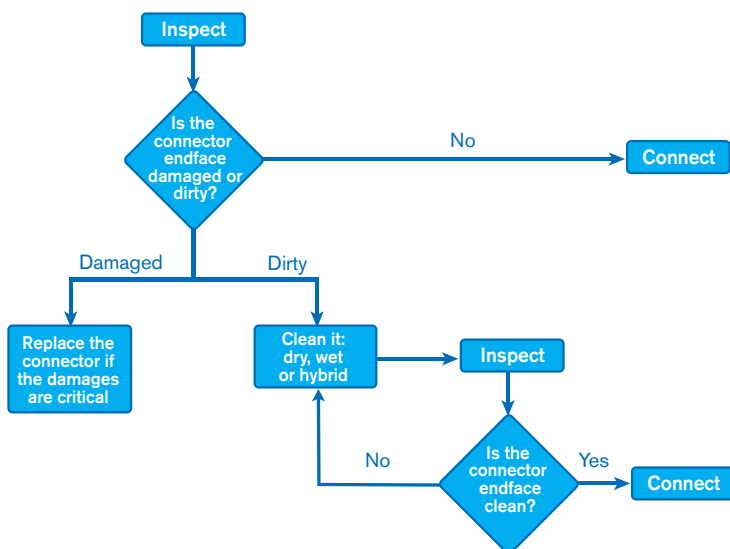 Inspect
Is the
connector
endface
damaged or
dirty?
No
Connect
Damaged
Dirty
Replace the
connector if
the damages
are critical
Clean it:
dry, wet
or hybrid
Inspect
Is the
connector
endface
clean?
No
Yes
Connect